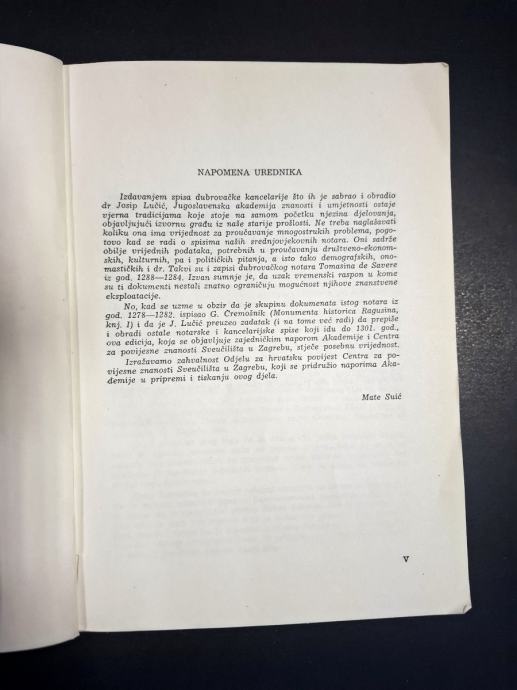 NAPOMENA UREDNIKA
Izdavanjem spisa dubrovačke kancelarije što ih je sabrao i obradio
dr Josip Lučić, Jugoslavenska akademija znanosti i umjetnosti ostaje
vjerna tradicijama koje stoje na samom početku njezina djelovanja,
objavljujući izvornu građu iz naše starije prošlosti. Ne treba naglašavati
koliku ona ima vrijednost za proučavanje mnogostrukih problema, pogo-
tovo kad se radi o spisima naših srednjovjekovnih notara. Oni sadrže
obilje vrijednih podataka, potrebnih u proučavanju društveno-ekonom-
skih, kulturnih, pa i političkih pitanja, a isto tako demografskih, ono-
mastičkih i dr. Takvi su i zapisi dubrovačkog notara Tomasina de Savere
iz god. 1288—1284. Izvan sumnje je, da uzak vremenski raspon u kome
su ti dokumenti nestali znatno ograničuju mogućnost njihove znanstvene
eksploatacije.
No, kad se uzme u obzir da je skupinu dokumenata istog notara iz
god. 1278—1282. ispisao G. Čremošnik (Monumenta historica Ragusina,
knj. I) i da je J. Lučić preuzeo zadatak (i na tome već radi) da prepiše
i obradi ostale notarske i kancelarijske spise koji idu do 1301. god.,
ova edicija, koja se objavljuje zajedničkim naporom Akademije i Centra
za povijesne znanosti Sveučilišta u Zagrebu, stječe posebnu vrijednost.
Izražavamo zahvalnost Odjelu za hrvatsku povijest Centra za po-
vijesne znanosti Sveučilišta u Zagrebu, koji se pridružio naporima Aka-
demije u pripremi i tiskanju ovog djela.
Mate Suić
V